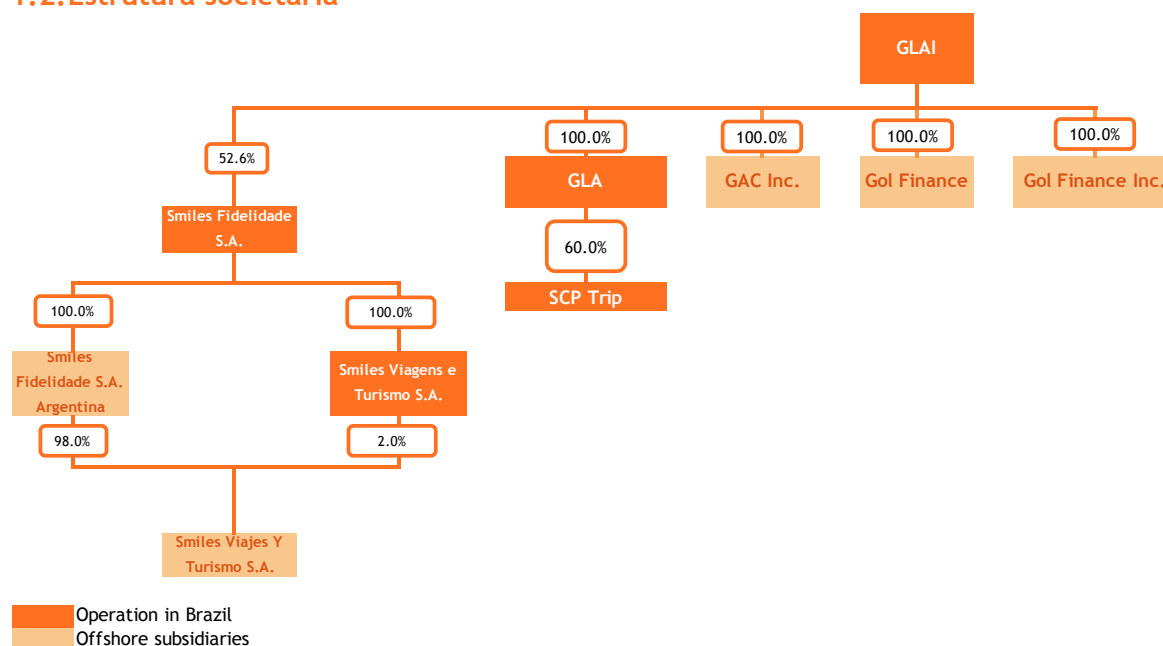 1.2.Estrutura societária
GLAI
52.6%
100.0%
100.0%
100.0%
100.0%
GLA
GAC Inc.
Gol Finance
Gol Finance Inc.
Smiles Fidelidade
S.A.
60.0%
SCP Trip
100.0%
100.0%
Smiles
Fidelidade S.A.
Argentina
Smiles Viagens e
Turismo S.A.
98.0%
2.0%
Smiles Viajes Y
Turismo S.A.
Operation in Brazil
Offshore subsidiaries